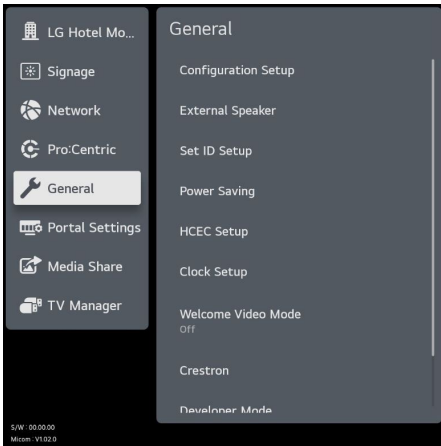 LG Hotel Mo...
Signage
Network
Pro:Centric
General
Portal Settings
Media Share
TV Manager
General
Configuration Setup
External Speaker
Set ID Setup
Power Saving
HCEC Setup
Clock Setup
Welcome Video Mode
Off
Crestron
Developer Mode
S/W : 00.00.00
Micom : V1.02.0